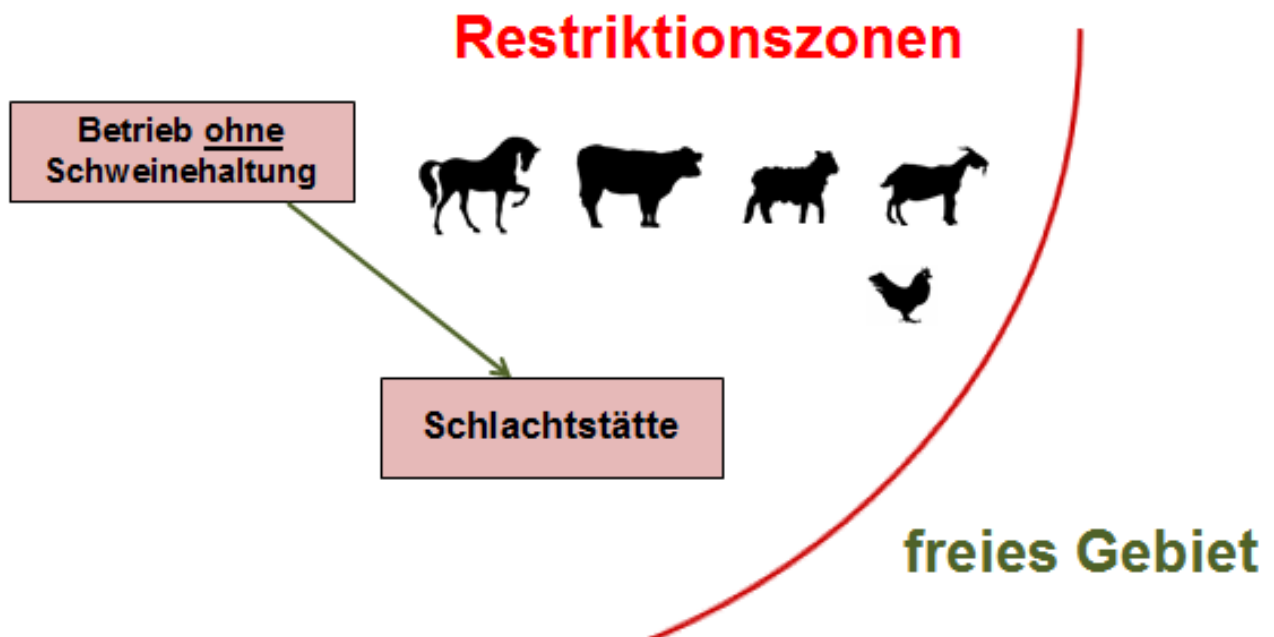 Restriktionszonen
Betrieb ohne
Schweinehaltung
Schlachtstätte
freies Gebiet